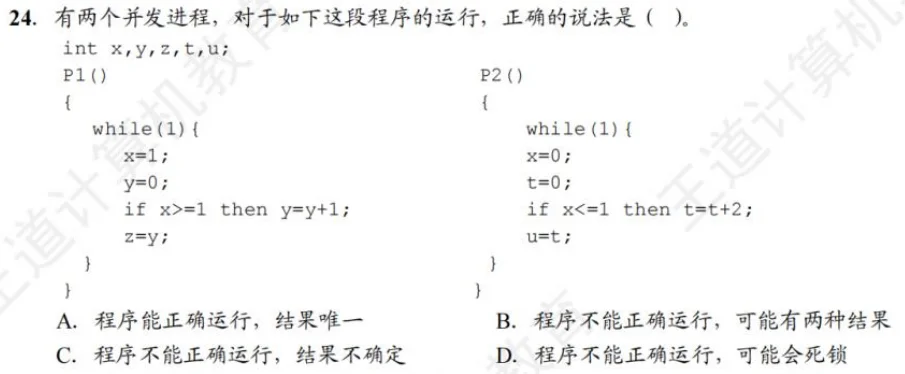 24. 有两个并发进程，对于如下这段程序的运行，正确的说法是（ ）。
int x,y,z,t,u;
P1()
{
while(1){
x=1;
y=0;
if x>=1 then y=y+1;
z=y;
}
}
P2()
{
while(1){
x=0;
t=0;
if x<=1 then t=t+2;
u=t;
}
}
A. 程序能正确运行，结果唯一
B. 程序不能正确运行，可能有两种结果
C. 程序不能正确运行，结果不确定
D. 程序不能正确运行，可能会死锁
王道计算机教育
王道计算机